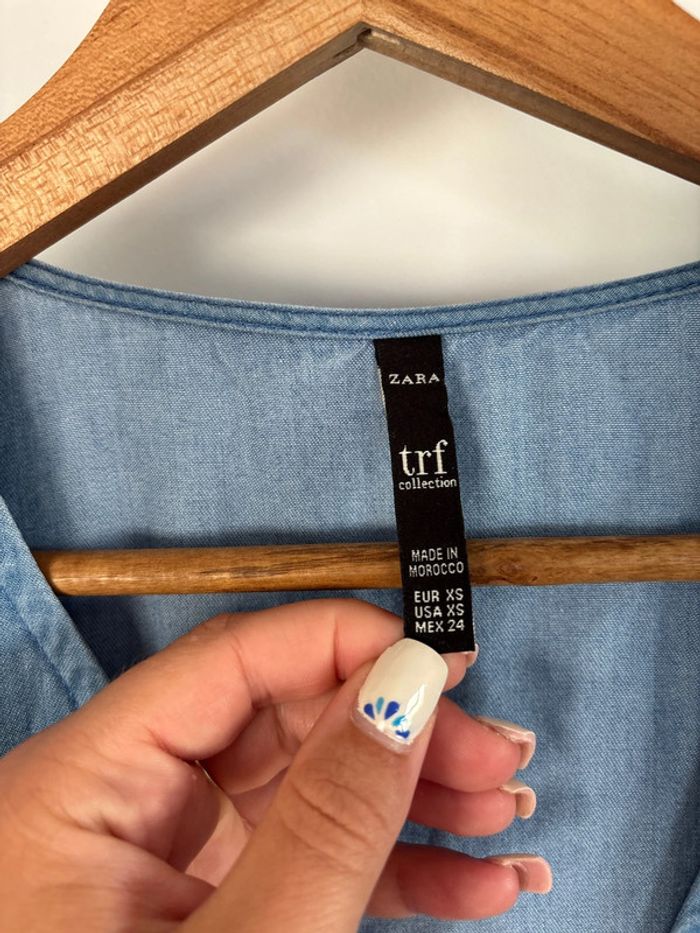 ZARA
trf
collection
MADE IN
MOROCCO
EUR XS
USA XS
MEX 24